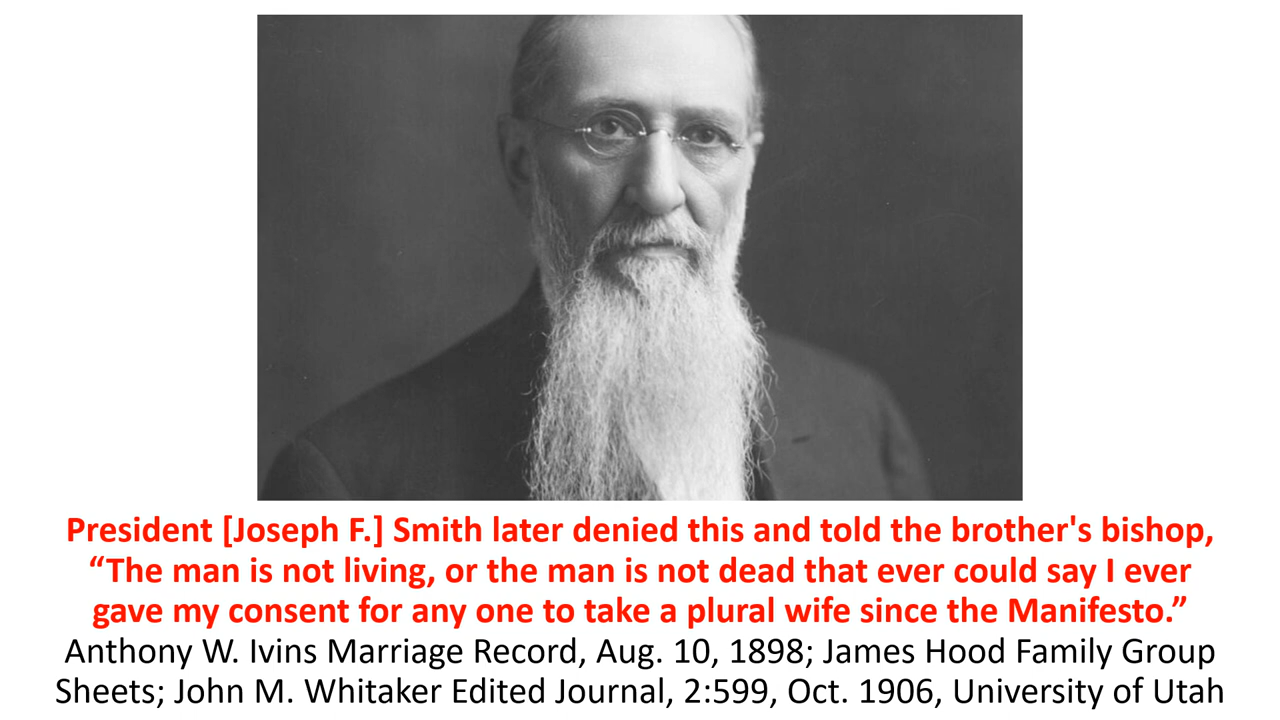 President [Joseph F.] Smith later denied this and told the brother's bishop,
“The man is not living, or the man is not dead that ever could say I ever
gave my consent for any one to take a plural wife since the Manifesto.”
Anthony W. Ivins Marriage Record, Aug. 10, 1898; James Hood Family Group
Sheets; John M. Whitaker Edited Journal, 2:599, Oct. 1906, University of Utah